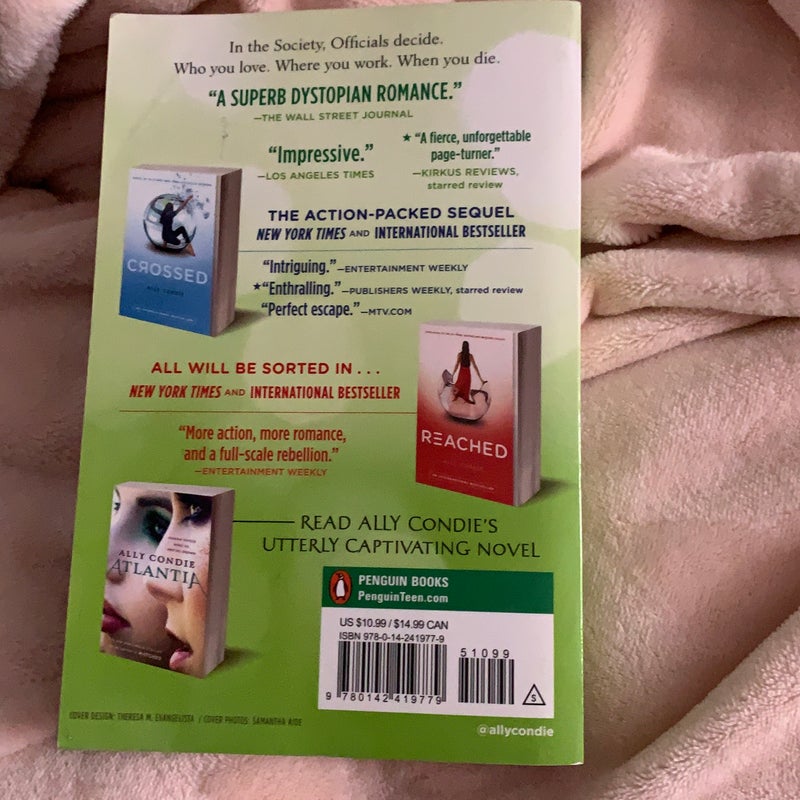 In the Society, Officials decide.
Who you love. Where you work. When you die.
“A SUPERB DYSTOPIAN ROMANCE.”
—THE WALL STREET JOURNAL
“Impressive.”
—LOS ANGELES TIMES
★ “A fierce, unforgettable
page-turner.”
—KIRKUS REVIEWS,
starred review
CROSSED
THE ACTION-PACKED SEQUEL
NEW YORK TIMES AND INTERNATIONAL BESTSELLER
“Intriguing.”—ENTERTAINMENT WEEKLY
★“Enthralling.”—PUBLISHERS WEEKLY, starred review
“Perfect escape.”—MTV.COM
ALL WILL BE SORTED IN . . .
NEW YORK TIMES AND INTERNATIONAL BESTSELLER
“More action, more romance,
and a full-scale rebellion.”
—ENTERTAINMENT WEEKLY
REACHED
ALLY CONDIE
ATLANTIA
READ ALLY CONDIE’S
UTTERLY CAPTIVATING NOVEL
PENGUIN BOOKS
PenguinTeen.com
US $10.99 / $14.99 CAN
ISBN 978-0-14-241977-9
51099
9 780142 419779
S
COVER DESIGN: THERESA M. EVANGELISTA / COVER PHOTOS: SAMANTHA AIDE
@allycondie